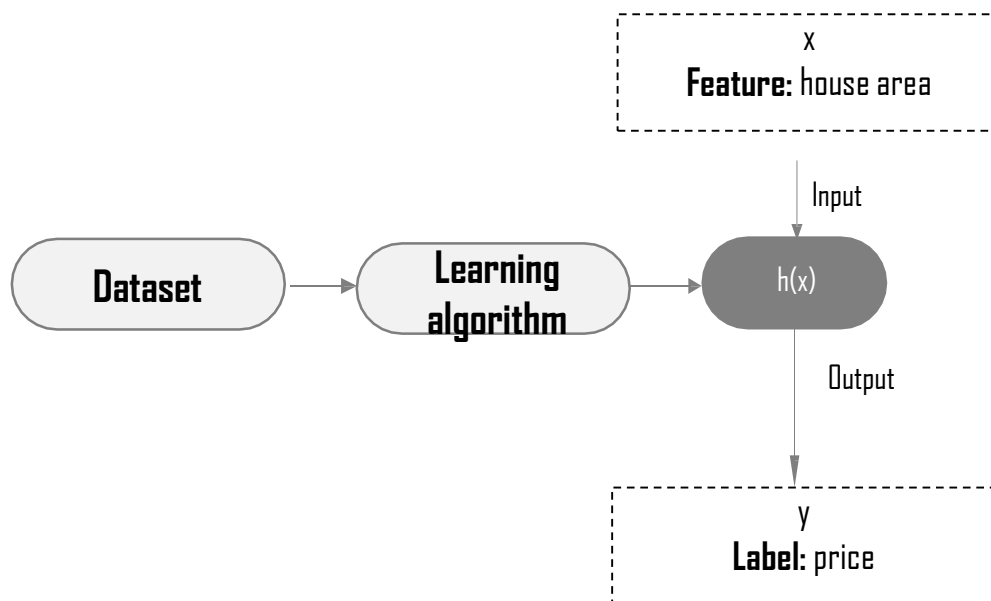 x
Feature: house area
Input
Dataset
Learning
algorithm
h(x)
Output
y
Label: price